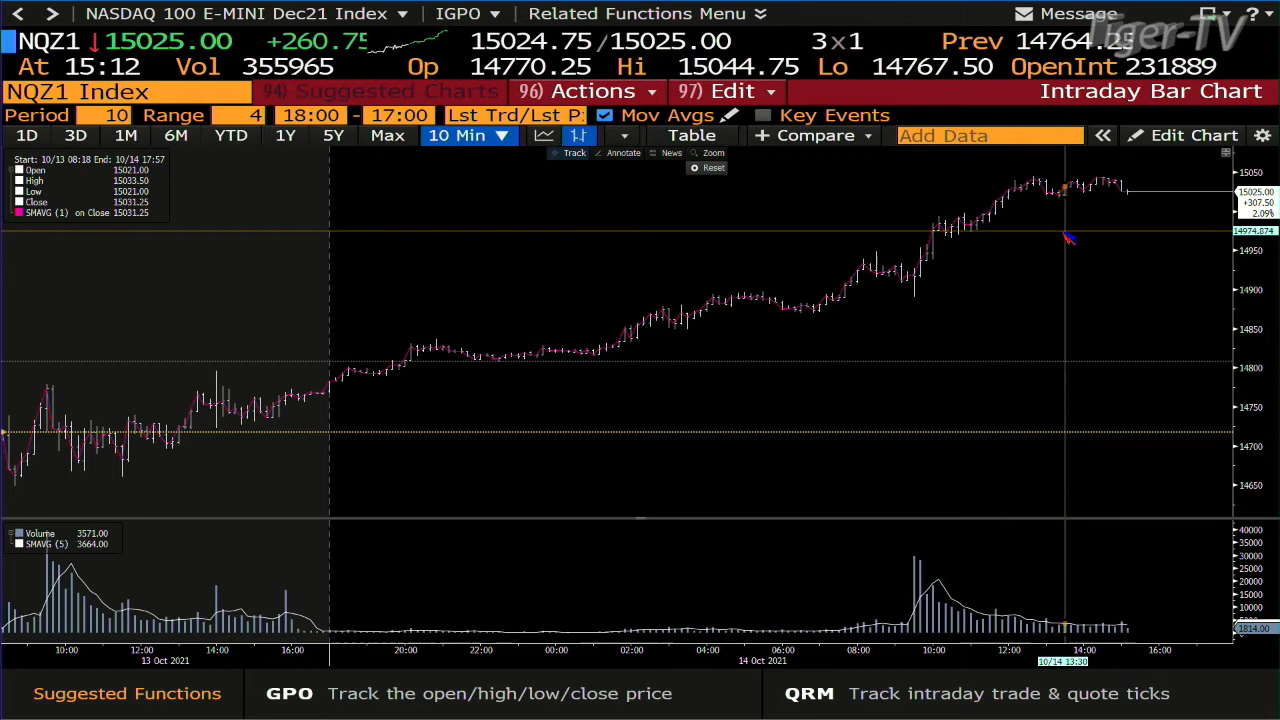 NASDAQ 100 E-MINI Dec21 Index IGPO Related Functions Menu Message ?
Tiger-TV
NQZ1 ↓15025.00 +260.75 15024.75/15025.00 3×1 Prev 14764.25
At 15:12 Vol 355965 Op 14770.25 Hi 15044.75 Lo 14767.50 OpenInt 231889
NQZ1 Index 94) Suggested Charts 96) Actions 97) Edit Intraday Bar Chart
Period 10 Range 4 18:00 - 17:00 Lst Trd/Lst P: Mov Avgs Key Events
1D 3D 1M 6M YTD 1Y 5Y Max 10 Min ▼ Table + Compare Add Data « Edit Chart
Track Annotate News Zoom
Reset
Start: 10/13 08:18 End: 10/14 17:57
Open 15021.00
High 15033.50
Low 15021.00
Close 15031.25
SMAVG (1) on Close 15031.25
15050
15025.00
+307.50
2.09%
14974.874
14950
14900
14850
14800
14750
14700
14650
Volume 3571.00
SMAVG (5) 3664.00
40000
35000
30000
25000
20000
15000
10000
1814.00
10:00 12:00 14:00 16:00 20:00 22:00 00:00 02:00 04:00 06:00 08:00 10:00 12:00 14:00 16:00
13 Oct 2021 14 Oct 2021 10/14 13:30
Suggested Functions GPO Track the open/high/low/close price QRM Track intraday trade & quote ticks